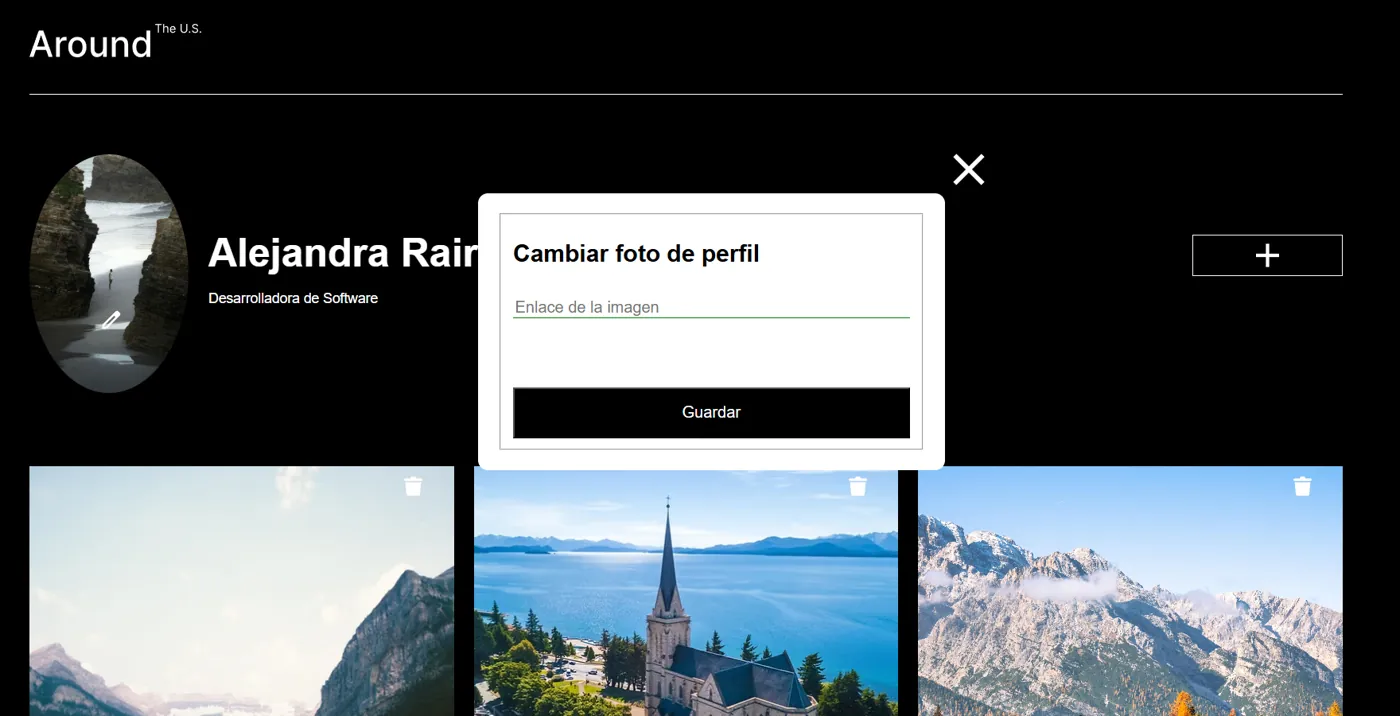 Around The U.S.
Alejandra Rair
Desarrolladora de Software
Cambiar foto de perfil
Enlace de la imagen
Guardar